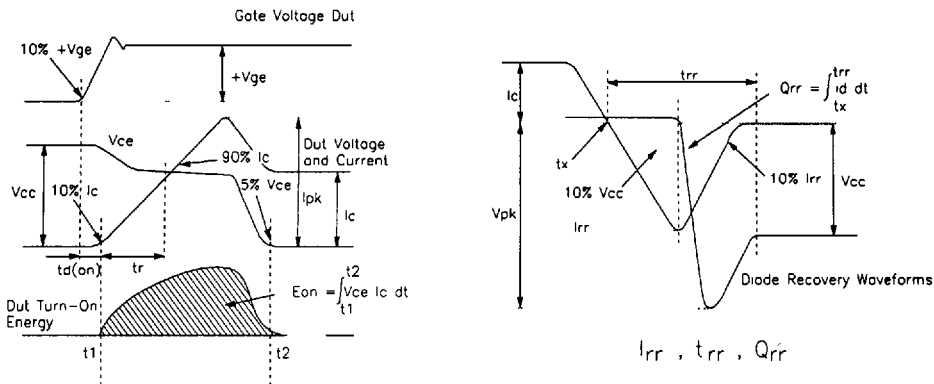 Gate Voltage Dut
10% +Vge
+Vge
Vce
90% Ic
Dut Voltage
and Current
Vcc
10% Ic
5% Vce
Ipk
Ic
td(on)
tr
t2
Eon = ∫ Vce Ic dt
t1
Dut Turn-On
Energy
t1
t2
trr
trr
Qrr = ∫ id dt
tx
Ic
tx
10% Vcc
10% Irr
Vcc
Vpk
Irr
Diode Recovery Waveforms
Irr , trr , Qrr